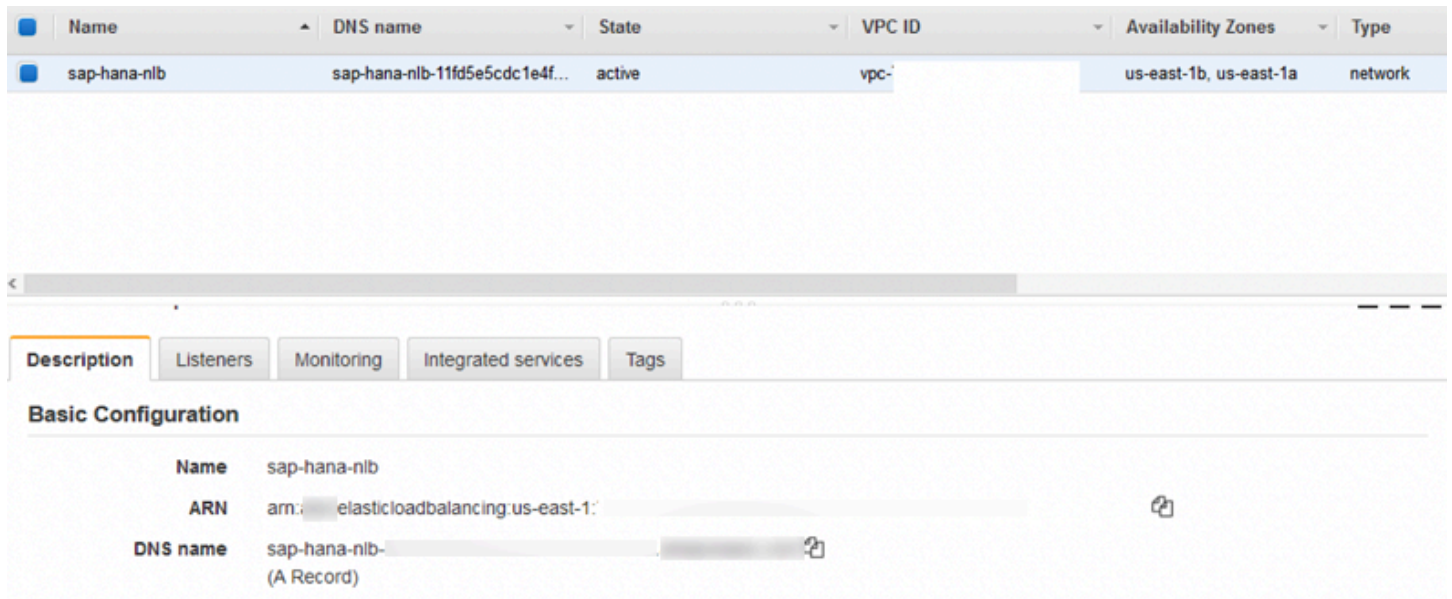 Name DNS name State VPC ID Availability Zones Type
sap-hana-nlb sap-hana-nlb-11fd5e5cdc1e4f... active vpc- us-east-1b, us-east-1a network
Description Listeners Monitoring Integrated services Tags
Basic Configuration
Name sap-hana-nlb
ARN arn: elasticloadbalancing:us-east-1:
DNS name sap-hana-nlb-
(A Record)